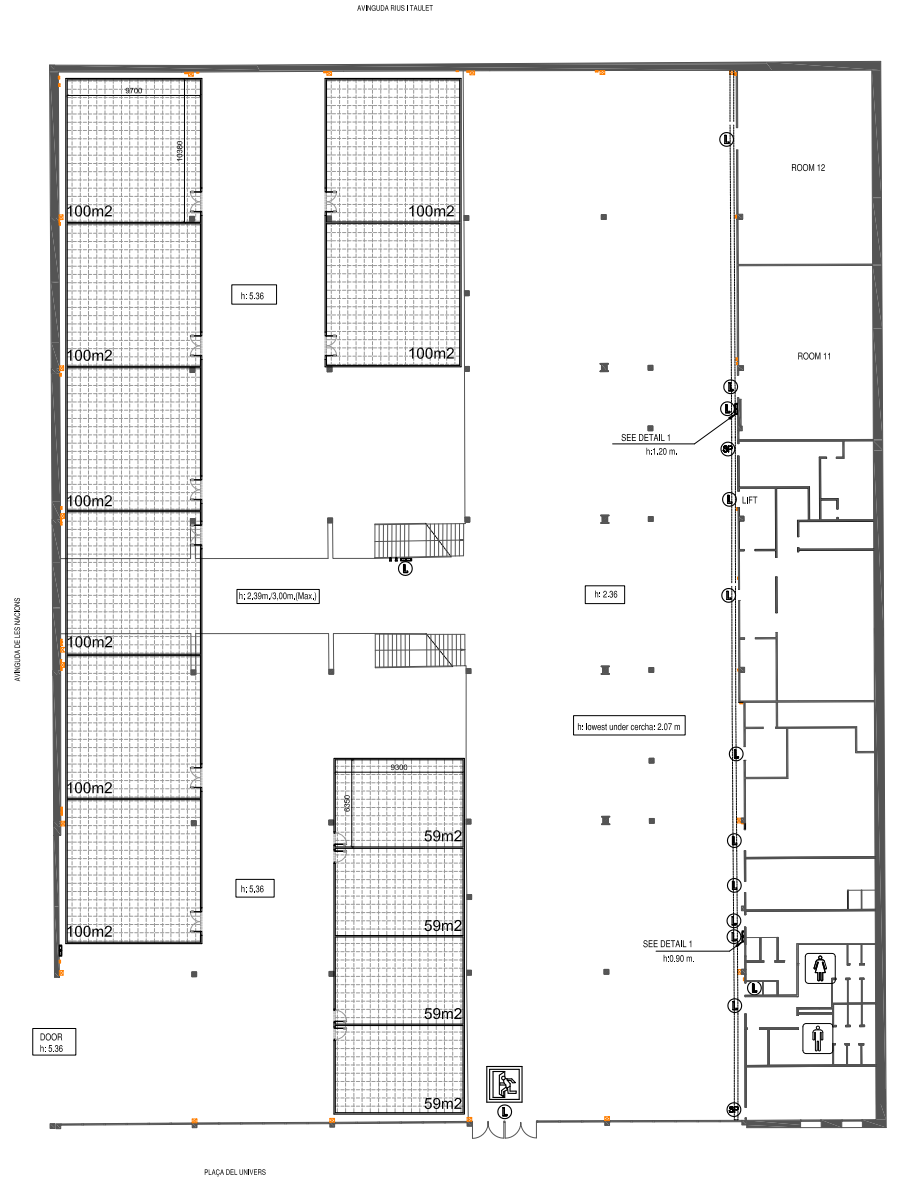 AVINGUDA RIUS I TAULET
9700
10360
100m2
100m2
ROOM 12
h: 5.36
100m2
100m2
ROOM 11
SEE DETAIL 1
h:1.20 m.
L
L
L
SP
L
LIFT
100m2
L
h: 2,39m./3,00m.(Max.)
h: 2.36
L
AVINGUDA DE LES NACIONS
100m2
h: lowest under cercha: 2.07 m
L
9300
6350
100m2
59m2
L
h: 5,36
L
59m2
L
100m2
L
SEE DETAIL 1
h:0.90 m.
L
59m2
L
DOOR
h: 5.36
59m2
L
SP
PLAÇA DEL UNIVERS